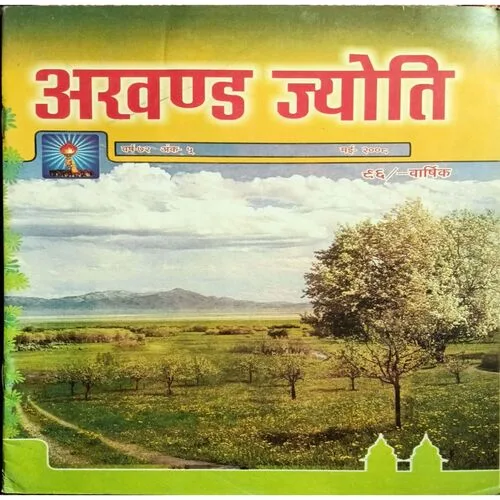 अखण्ड ज्योति
वर्ष-७२ अंक- ५ मई- २००८
९६/– वार्षिक